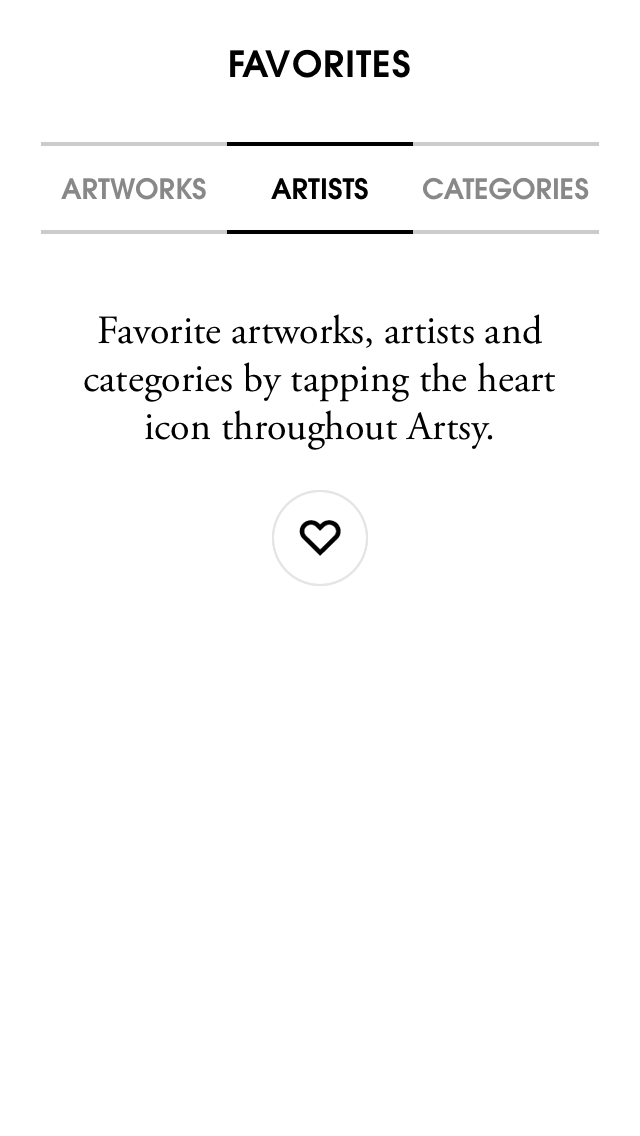 FAVORITES
ARTWORKS ARTISTS CATEGORIES
Favorite artworks, artists and
categories by tapping the heart
icon throughout Artsy.